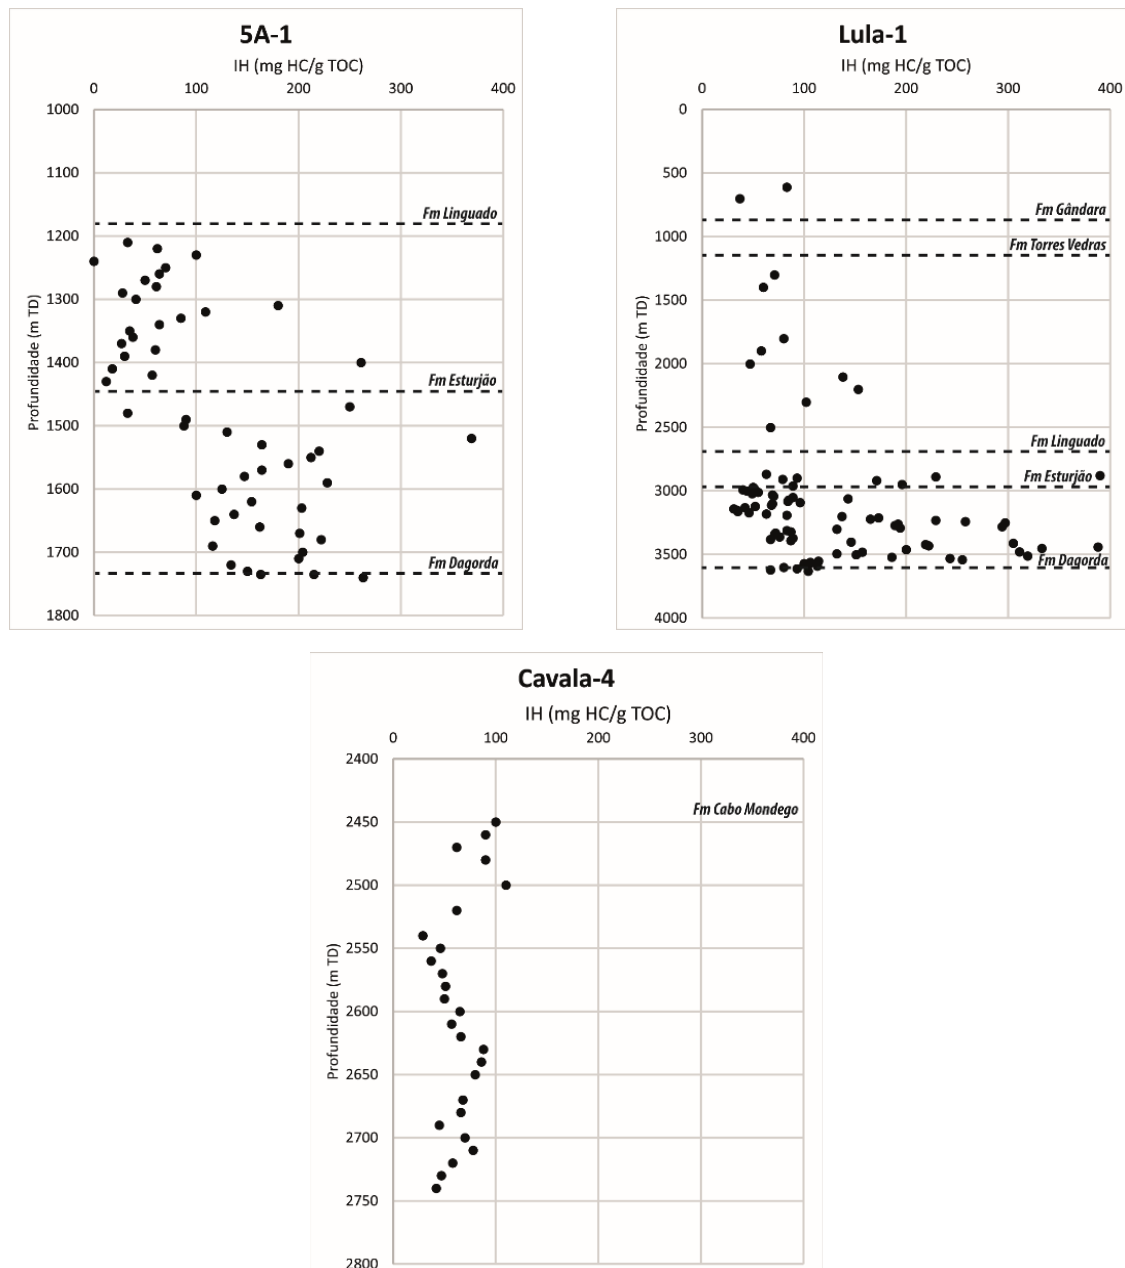 5A-1
IH (mg HC/g TOC)
0 100 200 300 400
1000
1100
Fm Linguado
1200
1300
Profundidade (m TD)
1400
Fm Esturjão
1500
1600
1700
Fm Dagorda
1800
Lula-1
IH (mg HC/g TOC)
0 100 200 300 400
0
500
Fm Gândara
1000
Fm Torres Vedras
1500
Profundidade (m TD)
2000
2500
Fm Linguado
Fm Esturjão
3000
3500
Fm Dagorda
4000
Cavala-4
IH (mg HC/g TOC)
0 100 200 300 400
2400
Fm Cabo Mondego
2450
2500
2550
Profundidade (m TD)
2600
2650
2700
2750
2800